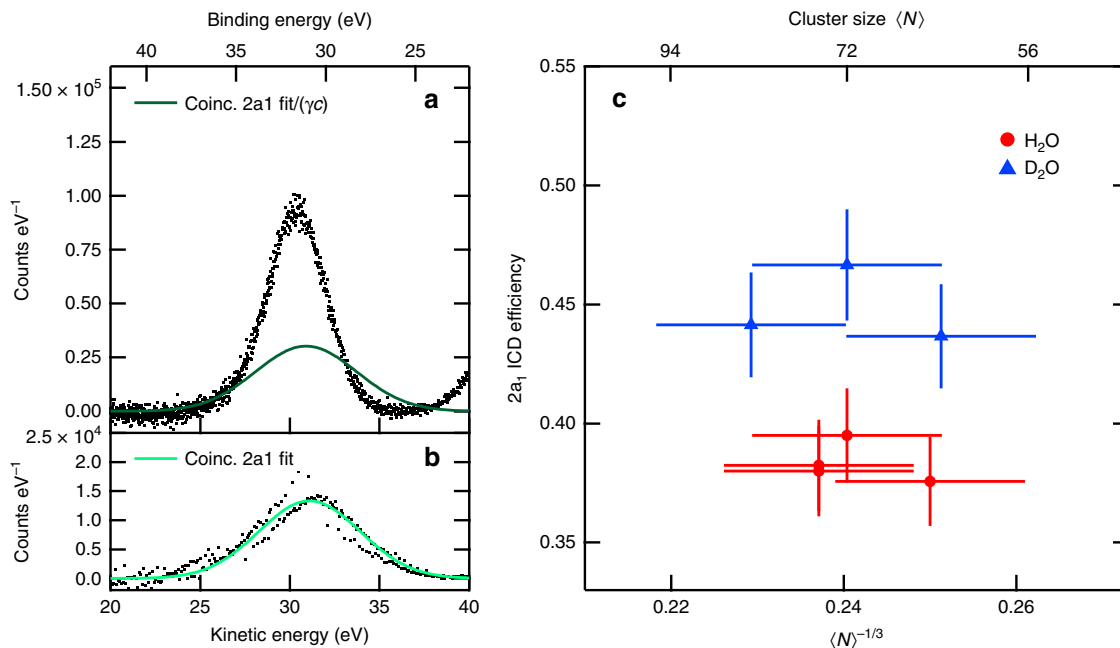 Binding energy (eV)
40 35 30 25
a
Coinc. 2a1 fit/(γc)
1.50 × 10⁵
1.25
1.00
0.75
0.50
0.25
0.00
Counts eV⁻¹
b
Coinc. 2a1 fit
2.5 × 10⁴
2.0
1.5
1.0
0.5
0.0
Counts eV⁻¹
20 25 30 35 40
Kinetic energy (eV)
Cluster size ⟨N⟩
94 72 56
c
H₂O
D₂O
0.55
0.50
0.45
0.40
0.35
2a₁ ICD efficiency
0.22 0.24 0.26
⟨N⟩⁻¹/³